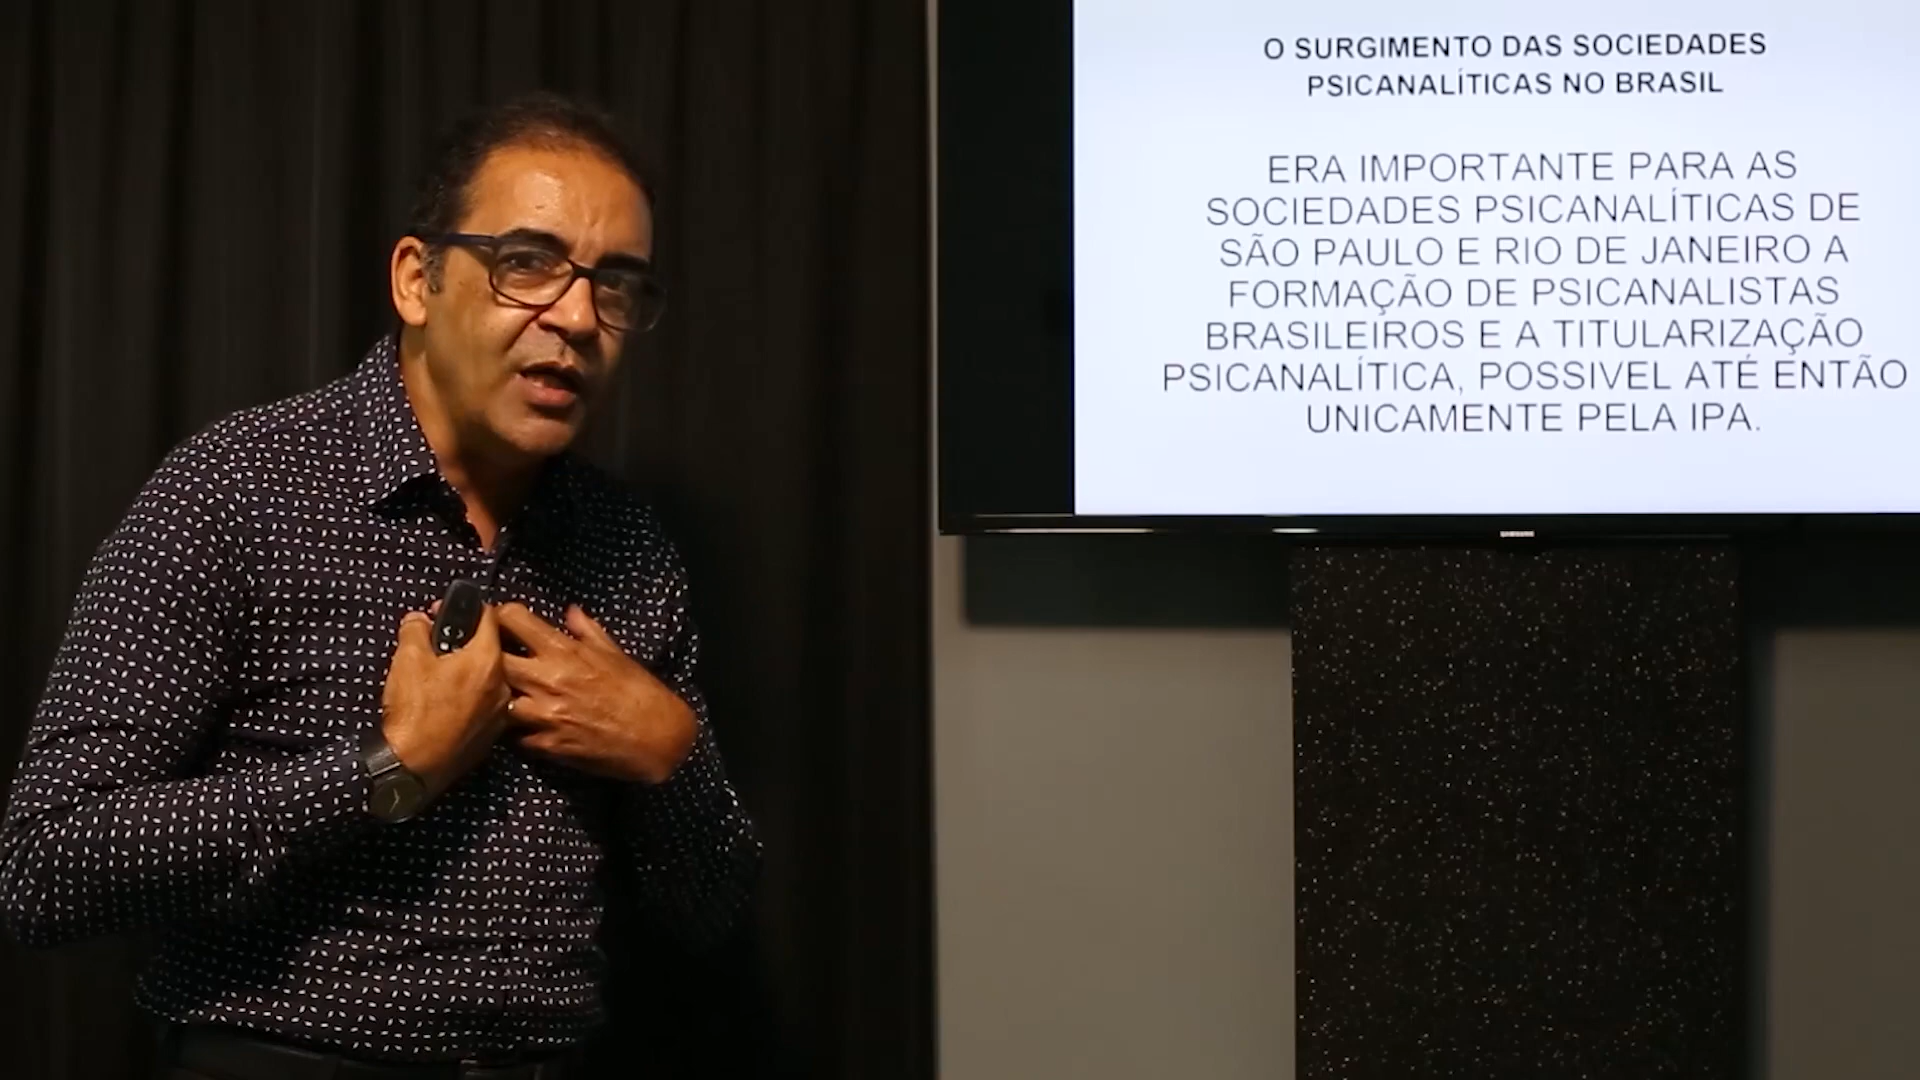 O SURGIMENTO DAS SOCIEDADES
PSICANALÍTICAS NO BRASIL
ERA IMPORTANTE PARA AS
SOCIEDADES PSICANALÍTICAS DE
SÃO PAULO E RIO DE JANEIRO A
FORMAÇÃO DE PSICANALISTAS
BRASILEIROS E A TITULARIZAÇÃO
PSICANALÍTICA, POSSIVEL ATÉ ENTÃO
UNICAMENTE PELA IPA.
SAMSUNG